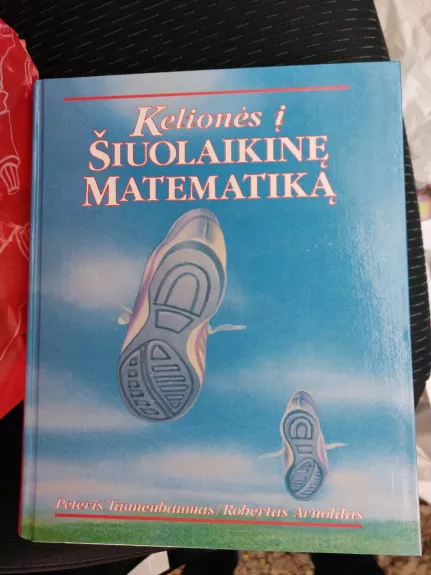 Kelionės į
ŠIUOLAIKINĘ
MATEMATIKĄ
Peteris Tannenbaumas/Robertas Arnoldas